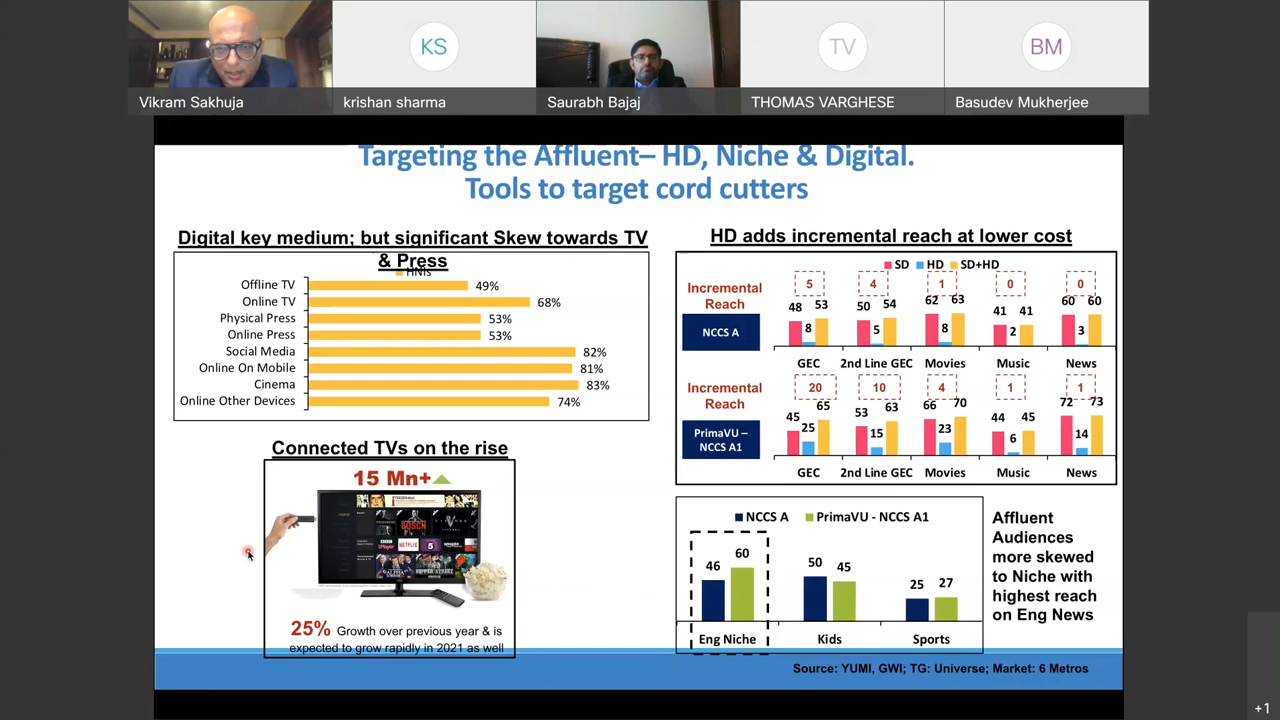 KS
TV
BM
Vikram Sakhuja
krishan sharma
Saurabh Bajaj
THOMAS VARGHESE
Basudev Mukherjee
Targeting the Affluent– HD, Niche & Digital.
Tools to target cord cutters
Digital key medium; but significant Skew towards TV
& Press
HNIs
Offline TV 49%
Online TV 68%
Physical Press 53%
Online Press 53%
Social Media 82%
Online On Mobile 81%
Cinema 83%
Online Other Devices 74%
Connected TVs on the rise
15 Mn+
BOSCH
NETFLIX
5
25% Growth over previous year & is
expected to grow rapidly in 2021 as well
HD adds incremental reach at lower cost
SD HD SD+HD
Incremental
Reach
5 4 1 0 0
NCCS A
48 8 53 50 5 54 62 8 63 41 2 41 60 3 60
GEC 2nd Line GEC Movies Music News
Incremental
Reach
20 10 4 1 1
PrimaVU –
NCCS A1
45 25 65 53 15 63 66 23 70 44 6 45 72 14 73
GEC 2nd Line GEC Movies Music News
NCCS A PrimaVU - NCCS A1
46 60 50 45 25 27
Eng Niche Kids Sports
Affluent
Audiences
more skewed
to Niche with
highest reach
on Eng News
Source: YUMI, GWI; TG: Universe; Market: 6 Metros
+1